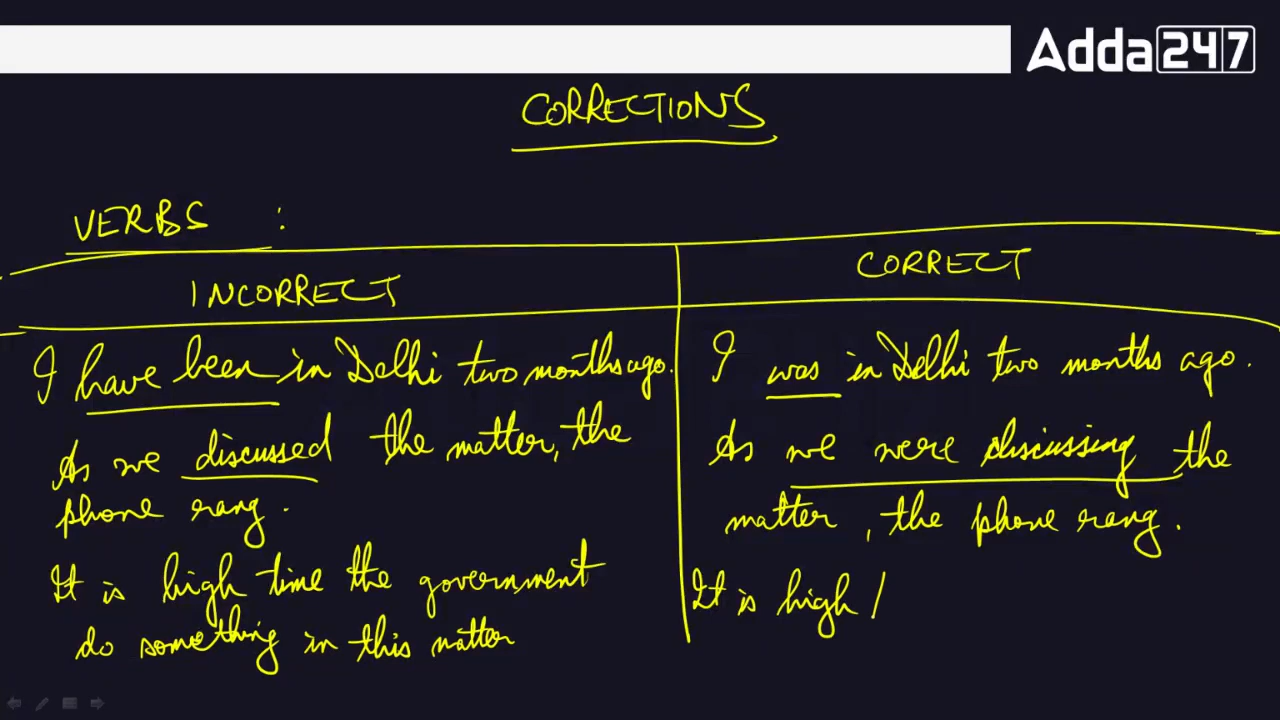 Adda247
CORRECTIONS
VERBS :
INCORRECT
CORRECT
I have been in Delhi two months ago.
I was in Delhi two months ago.
As we discussed the matter, the
phone rang.
As we were discussing the
matter, the phone rang.
It is high time the government
do something in this matter
It is high